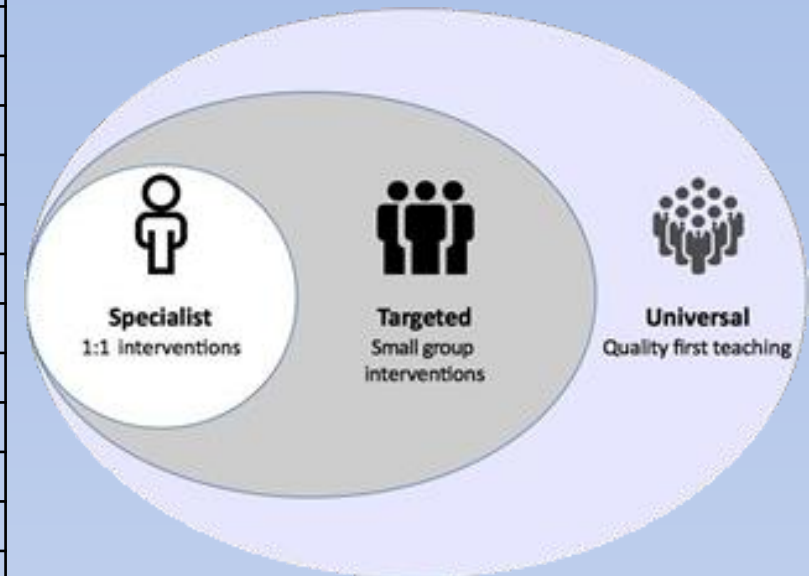 Specialist
1:1 interventions
Targeted
Small group
interventions
Universal
Quality first teaching